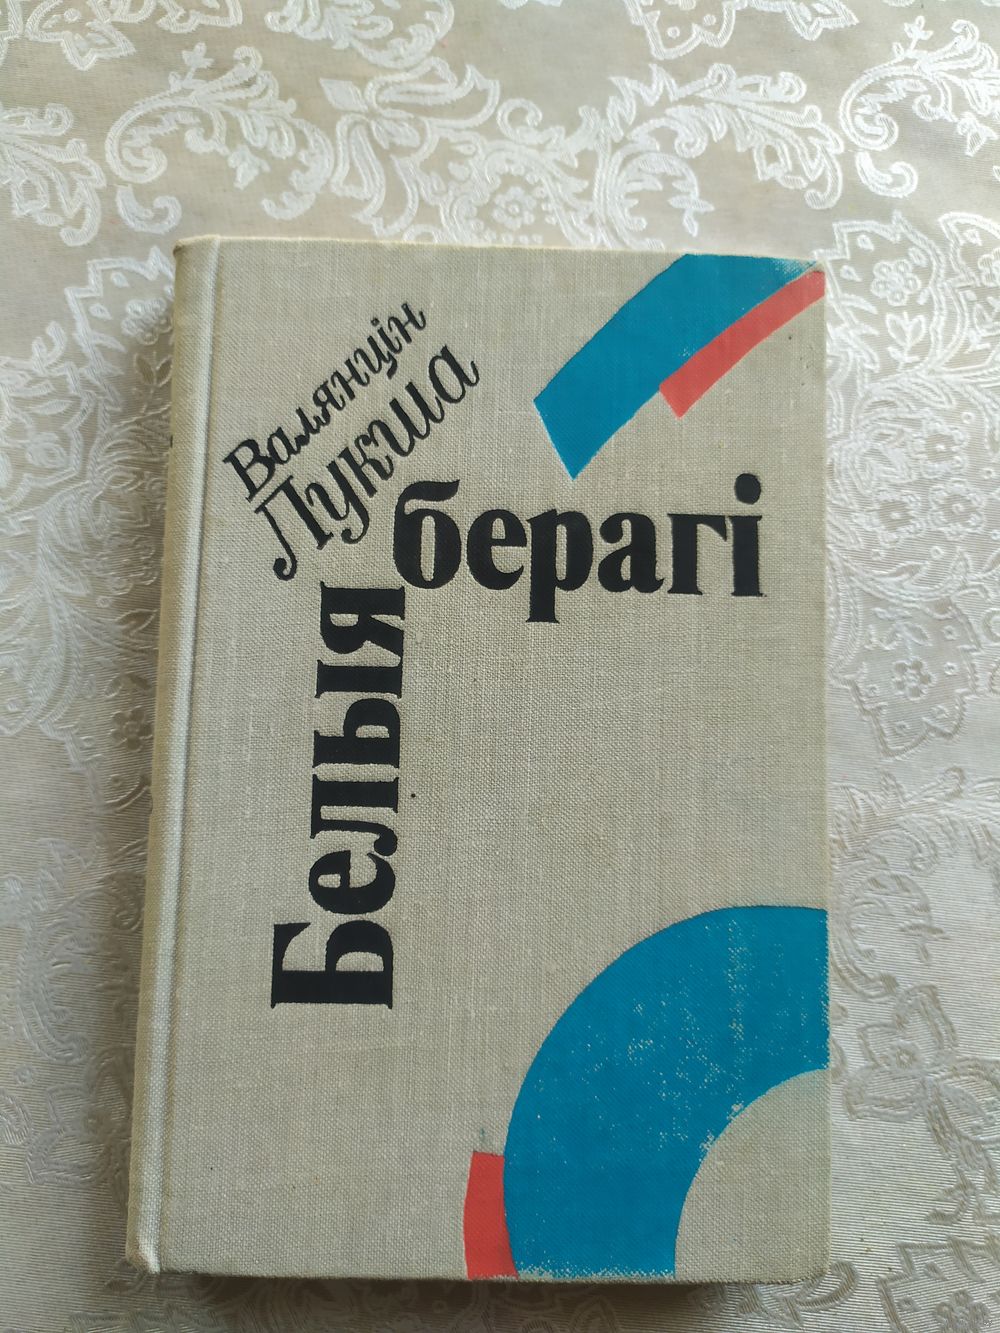 Валянцін
Лукша
Белыя
берагі